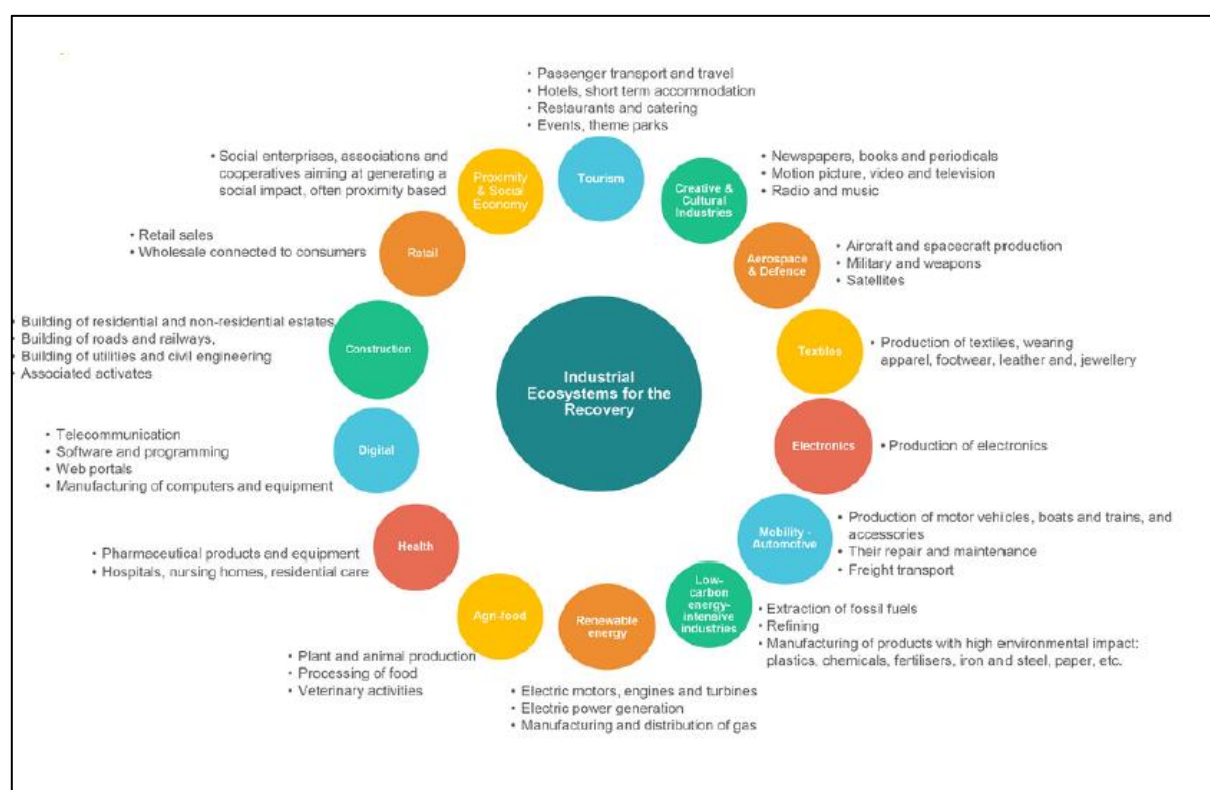 • Passenger transport and travel
• Hotels, short term accommodation
• Restaurants and catering
• Events, theme parks
Tourism
• Newspapers, books and periodicals
• Motion picture, video and television
• Radio and music
Creative &
Cultural
Industries
• Aircraft and spacecraft production
• Military and weapons
• Satellites
Aerospace
& Defence
• Production of textiles, wearing
apparel, footwear, leather and, jewellery
Textiles
• Production of electronics
Electronics
• Production of motor vehicles, boats and trains, and
accessories
• Their repair and maintenance
• Freight transport
Mobility -
Automotive
• Extraction of fossil fuels
• Refining
• Manufacturing of products with high environmental impact:
plastics, chemicals, fertilisers, iron and steel, paper, etc.
Low-
carbon
energy-
intensive
industries
• Electric motors, engines and turbines
• Electric power generation
• Manufacturing and distribution of gas
Renewable
energy
• Plant and animal production
• Processing of food
• Veterinary activities
Agri-food
• Pharmaceutical products and equipment
• Hospitals, nursing homes, residential care
Health
• Telecommunication
• Software and programming
• Web portals
• Manufacturing of computers and equipment
Digital
• Building of residential and non-residential estates,
• Building of roads and railways,
• Building of utilities and civil engineering
• Associated activates
Construction
• Retail sales
• Wholesale connected to consumers
Retail
• Social enterprises, associations and
cooperatives aiming at generating a
social impact, often proximity based
Proximity
& Social
Economy
Industrial
Ecosystems for the
Recovery